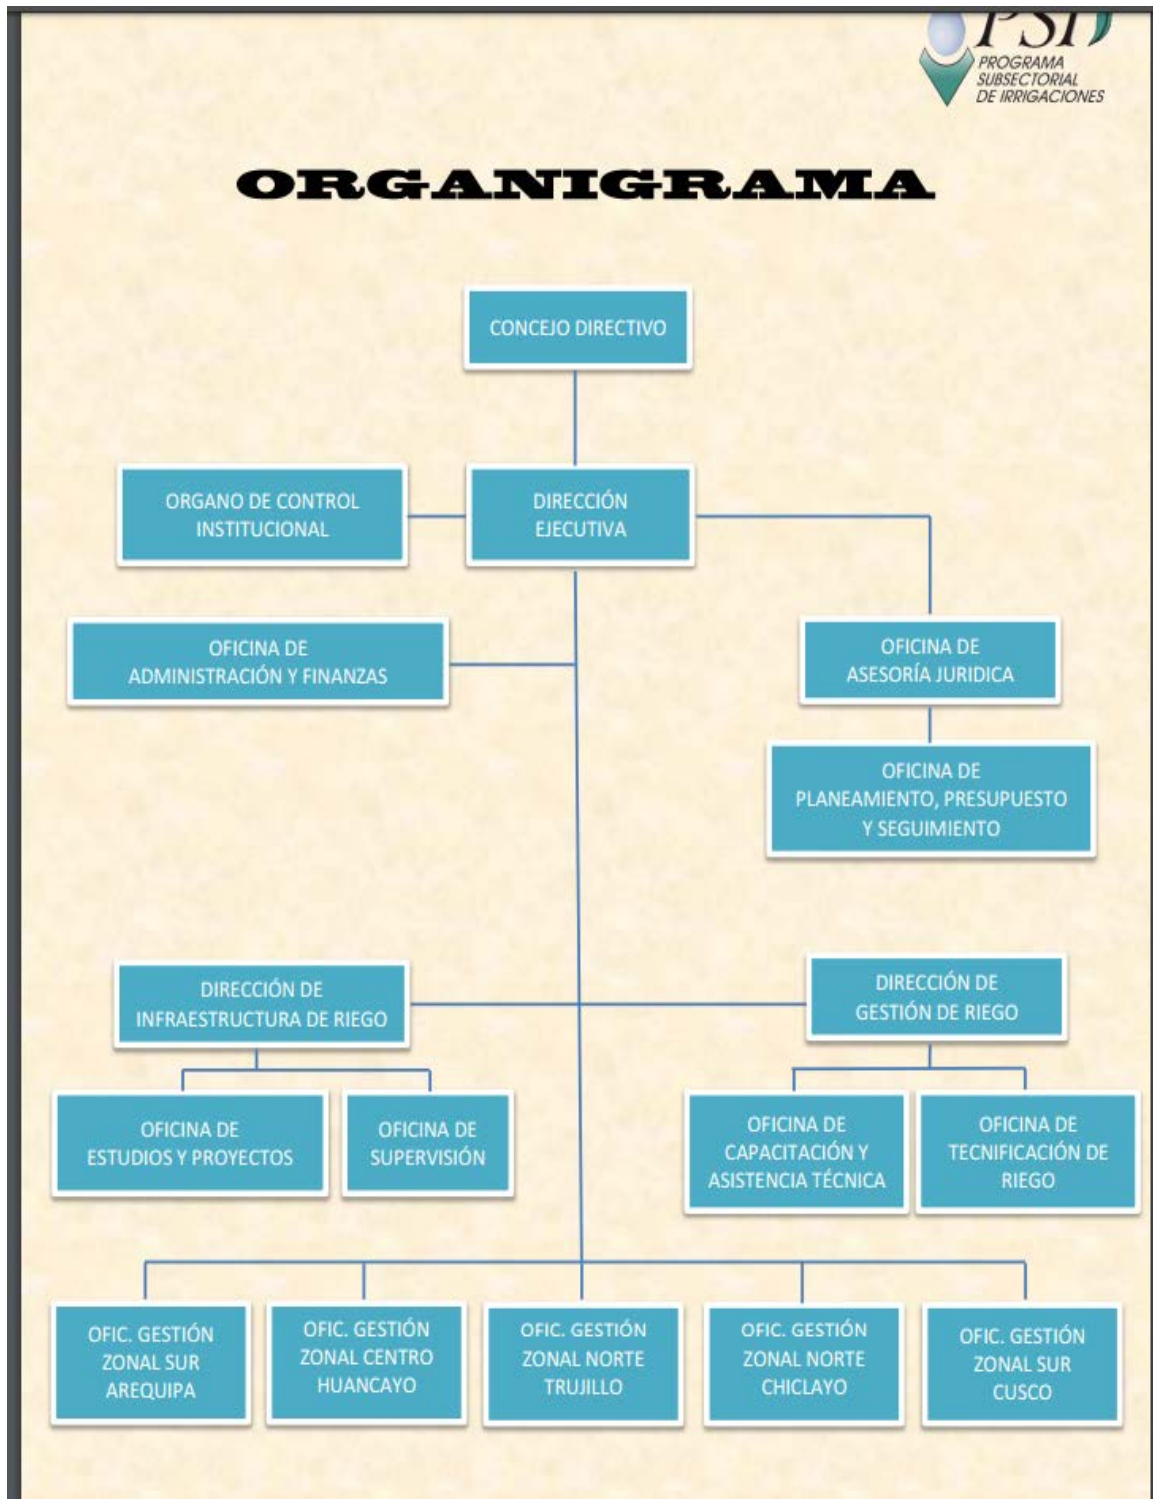 PSI
PROGRAMA
SUBSECTORIAL
DE IRRIGACIONES
ORGANIGRAMA
CONCEJO DIRECTIVO
ORGANO DE CONTROL
INSTITUCIONAL
DIRECCIÓN
EJECUTIVA
OFICINA DE
ADMINISTRACIÓN Y FINANZAS
OFICINA DE
ASESORÍA JURIDICA
OFICINA DE
PLANEAMIENTO, PRESUPUESTO
Y SEGUIMIENTO
DIRECCIÓN DE
INFRAESTRUCTURA DE RIEGO
DIRECCIÓN DE
GESTIÓN DE RIEGO
OFICINA DE
ESTUDIOS Y PROYECTOS
OFICINA DE
SUPERVISIÓN
OFICINA DE
CAPACITACIÓN Y
ASISTENCIA TÉCNICA
OFICINA DE
TECNIFICACIÓN DE
RIEGO
OFIC. GESTIÓN
ZONAL SUR
AREQUIPA
OFIC. GESTIÓN
ZONAL CENTRO
HUANCAYO
OFIC. GESTIÓN
ZONAL NORTE
TRUJILLO
OFIC. GESTIÓN
ZONAL NORTE
CHICLAYO
OFIC. GESTIÓN
ZONAL SUR
CUSCO